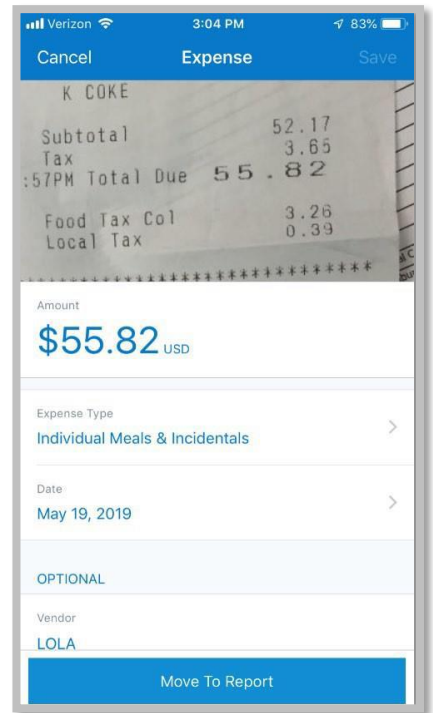 Verizon 3:04 PM 83%
Cancel Expense Save
K COKE
Subtotal 52.17
Tax 3.65
:57PM Total Due 55.82
Food Tax Col 3.26
Local Tax 0.39
*****************************
Amount
$55.82 USD
Expense Type
Individual Meals & Incidentals
Date
May 19, 2019
OPTIONAL
Vendor
LOLA
Move To Report